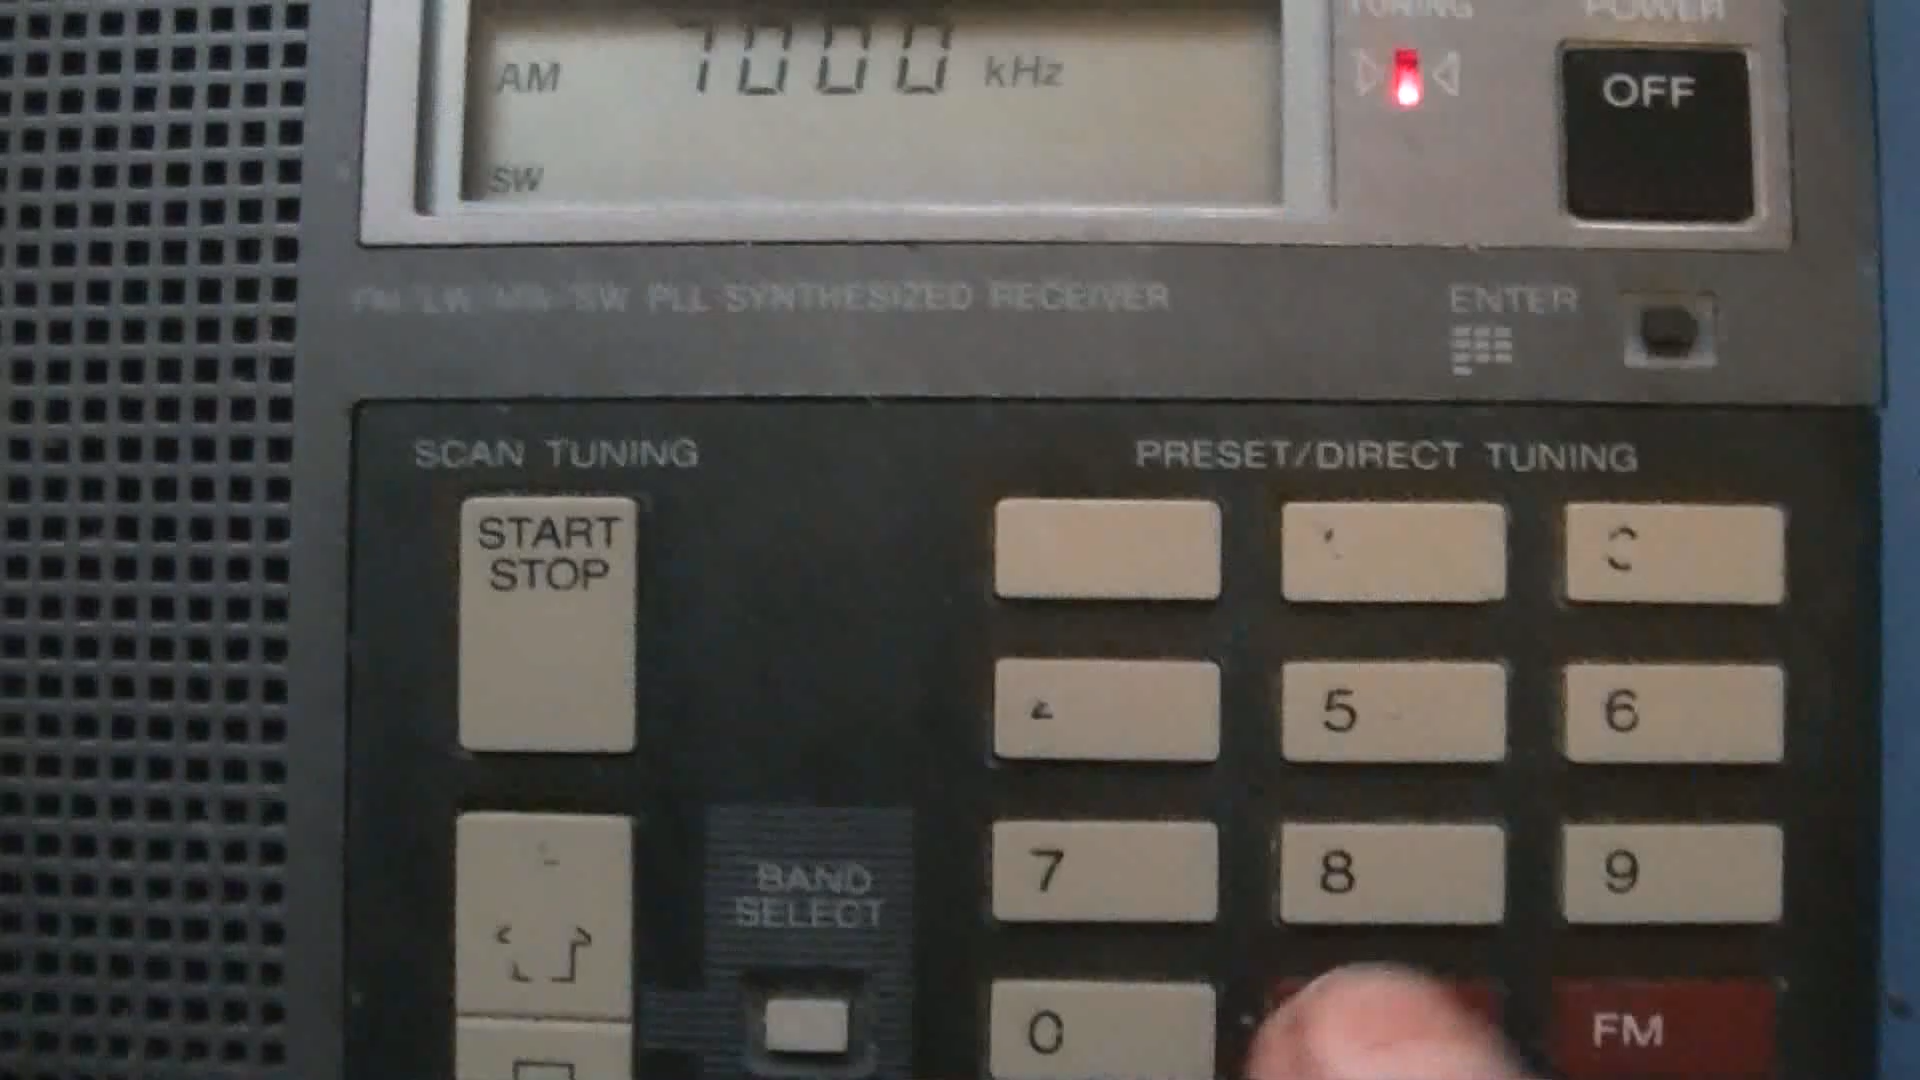 TUNING
POWER
AM 7000 kHz
OFF
SW
FM LW MW SW PLL SYNTHESIZED RECEIVER
ENTER
SCAN TUNING
PRESET/DIRECT TUNING
START
STOP
5
6
7
8
9
BAND
SELECT
0
FM